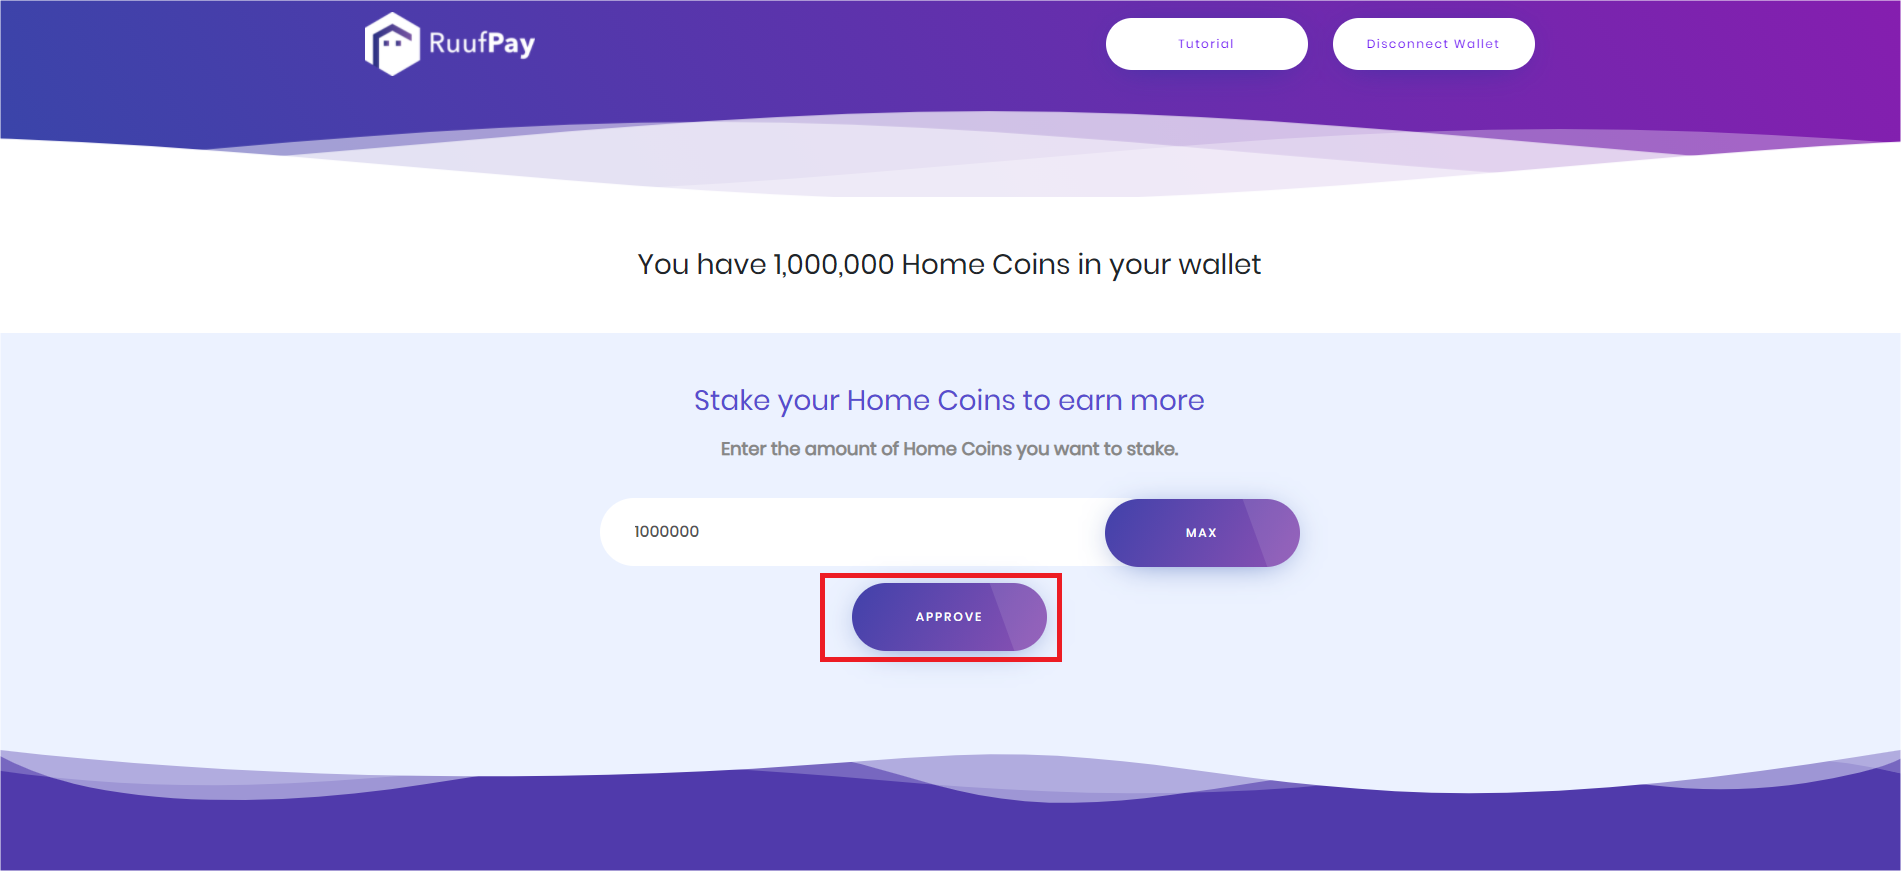 RuufPay
Tutorial
Disconnect Wallet
You have 1,000,000 Home Coins in your wallet
Stake your Home Coins to earn more
Enter the amount of Home Coins you want to stake.
1000000
MAX
APPROVE